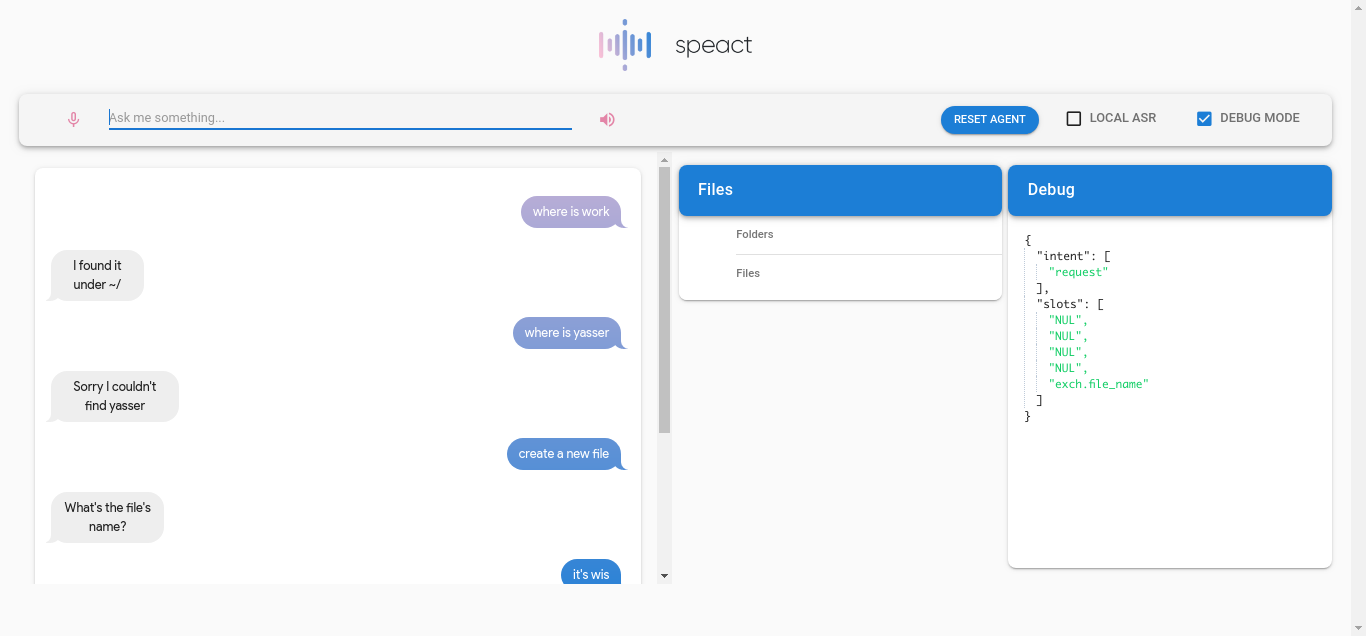 speact
Ask me something...
RESET AGENT
LOCAL ASR
DEBUG MODE
where is work
I found it
under ~/
where is yasser
Sorry I couldn't
find yasser
create a new file
What's the file's
name?
it's wis
Files
Folders
Files
Debug
{
"intent": [
"request"
],
"slots": [
"NUL",
"NUL",
"NUL",
"NUL",
"exch.file_name"
]
}